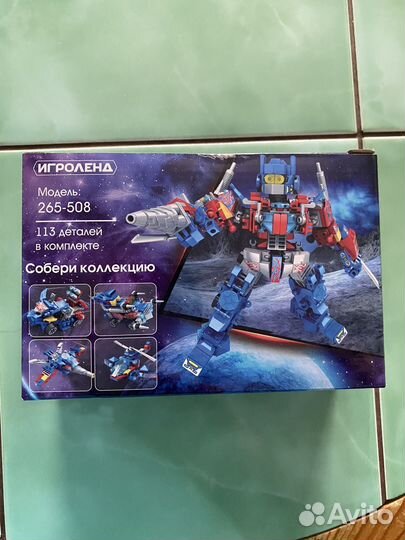 ИГРОЛЕНД
Модель:
265-508
113 деталей
в комплекте
Собери коллекцию
Avito